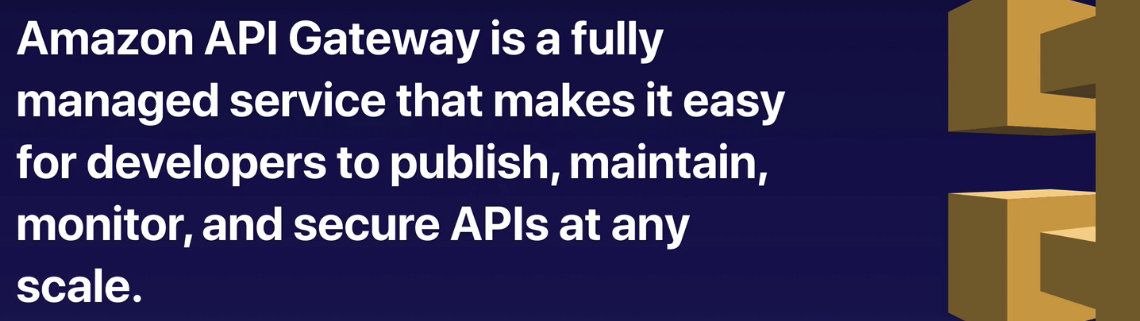 Amazon API Gateway is a fully
managed service that makes it easy
for developers to publish, maintain,
monitor, and secure APIs at any
scale.